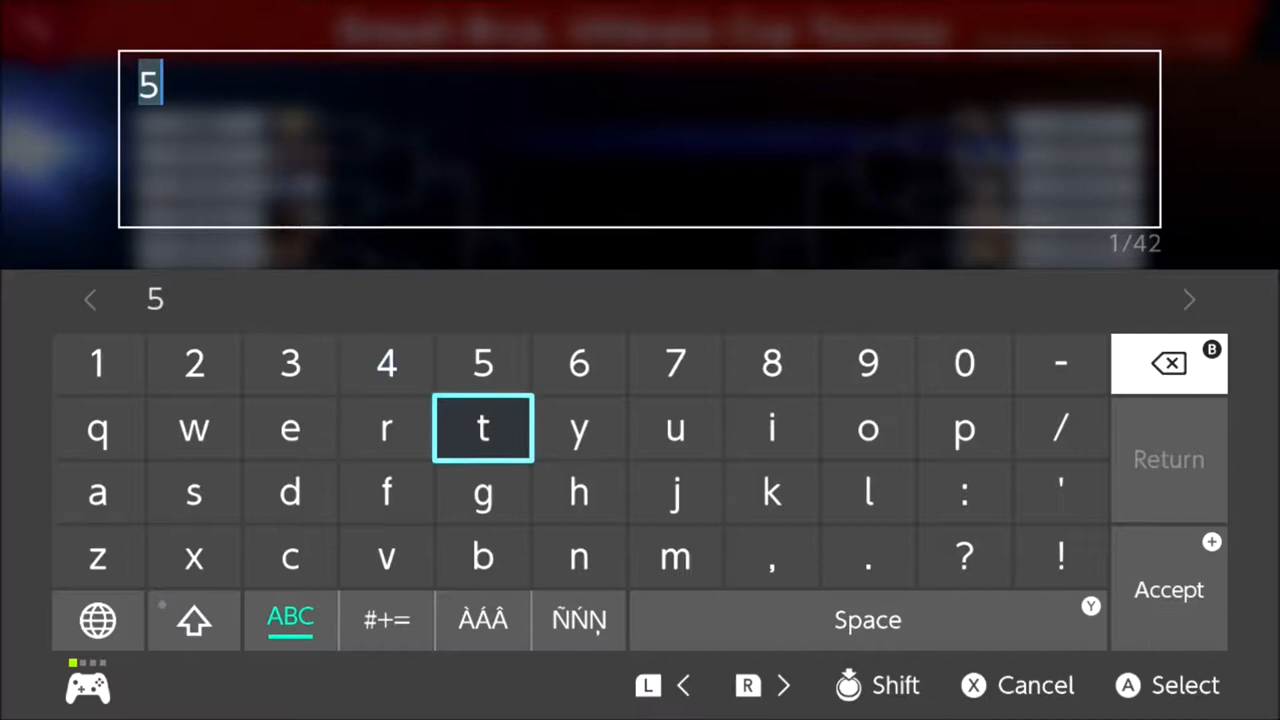 5
1/42
5
1 2 3 4 5 6 7 8 9 0 - B
q w e r t y u i o p / Return
a s d f g h j k l : '
z x c v b n m , . ? ! +
ABC #+= ÀÁÂ ÑŃŅ Space Y Accept
L R Shift X Cancel A Select